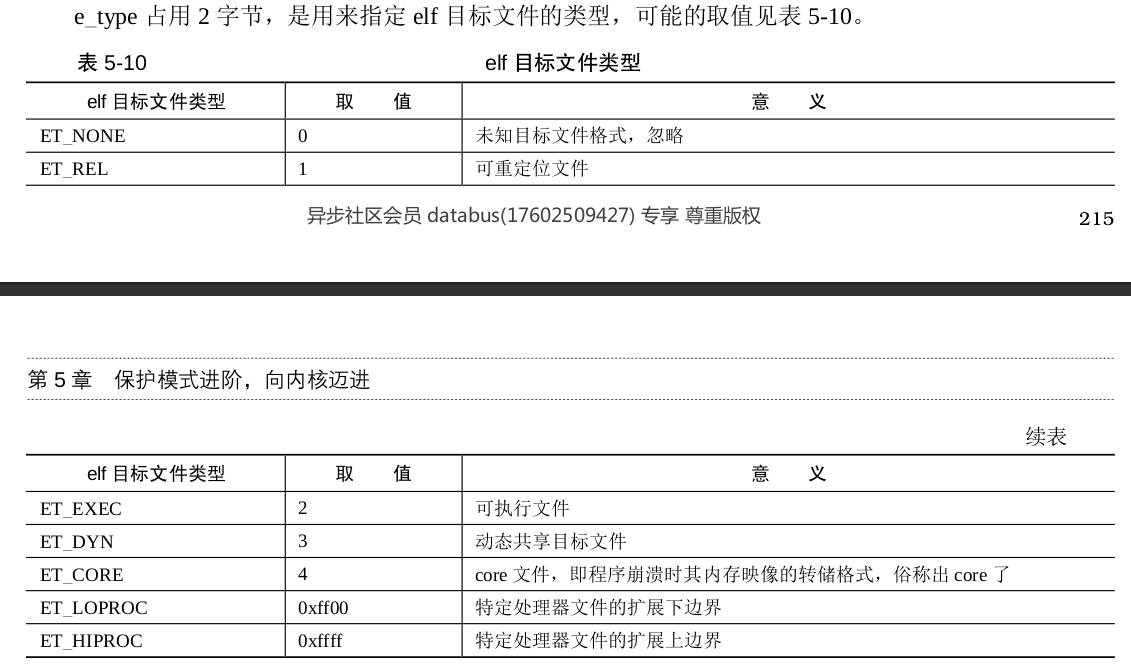 e_type 占用 2 字节，是用来指定 elf 目标文件的类型，可能的取值见表 5-10。
表 5-10 elf 目标文件类型
elf 目标文件类型 取 值 意 义
ET_NONE 0 未知目标文件格式，忽略
ET_REL 1 可重定位文件
异步社区会员 databus(17602509427) 专享 尊重版权 215
第 5 章 保护模式进阶，向内核迈进
续表
elf 目标文件类型 取 值 意 义
ET_EXEC 2 可执行文件
ET_DYN 3 动态共享目标文件
ET_CORE 4 core 文件，即程序崩溃时其内存映像的转储格式，俗称出 core 了
ET_LOPROC 0xff00 特定处理器文件的扩展下边界
ET_HIPROC 0xffff 特定处理器文件的扩展上边界